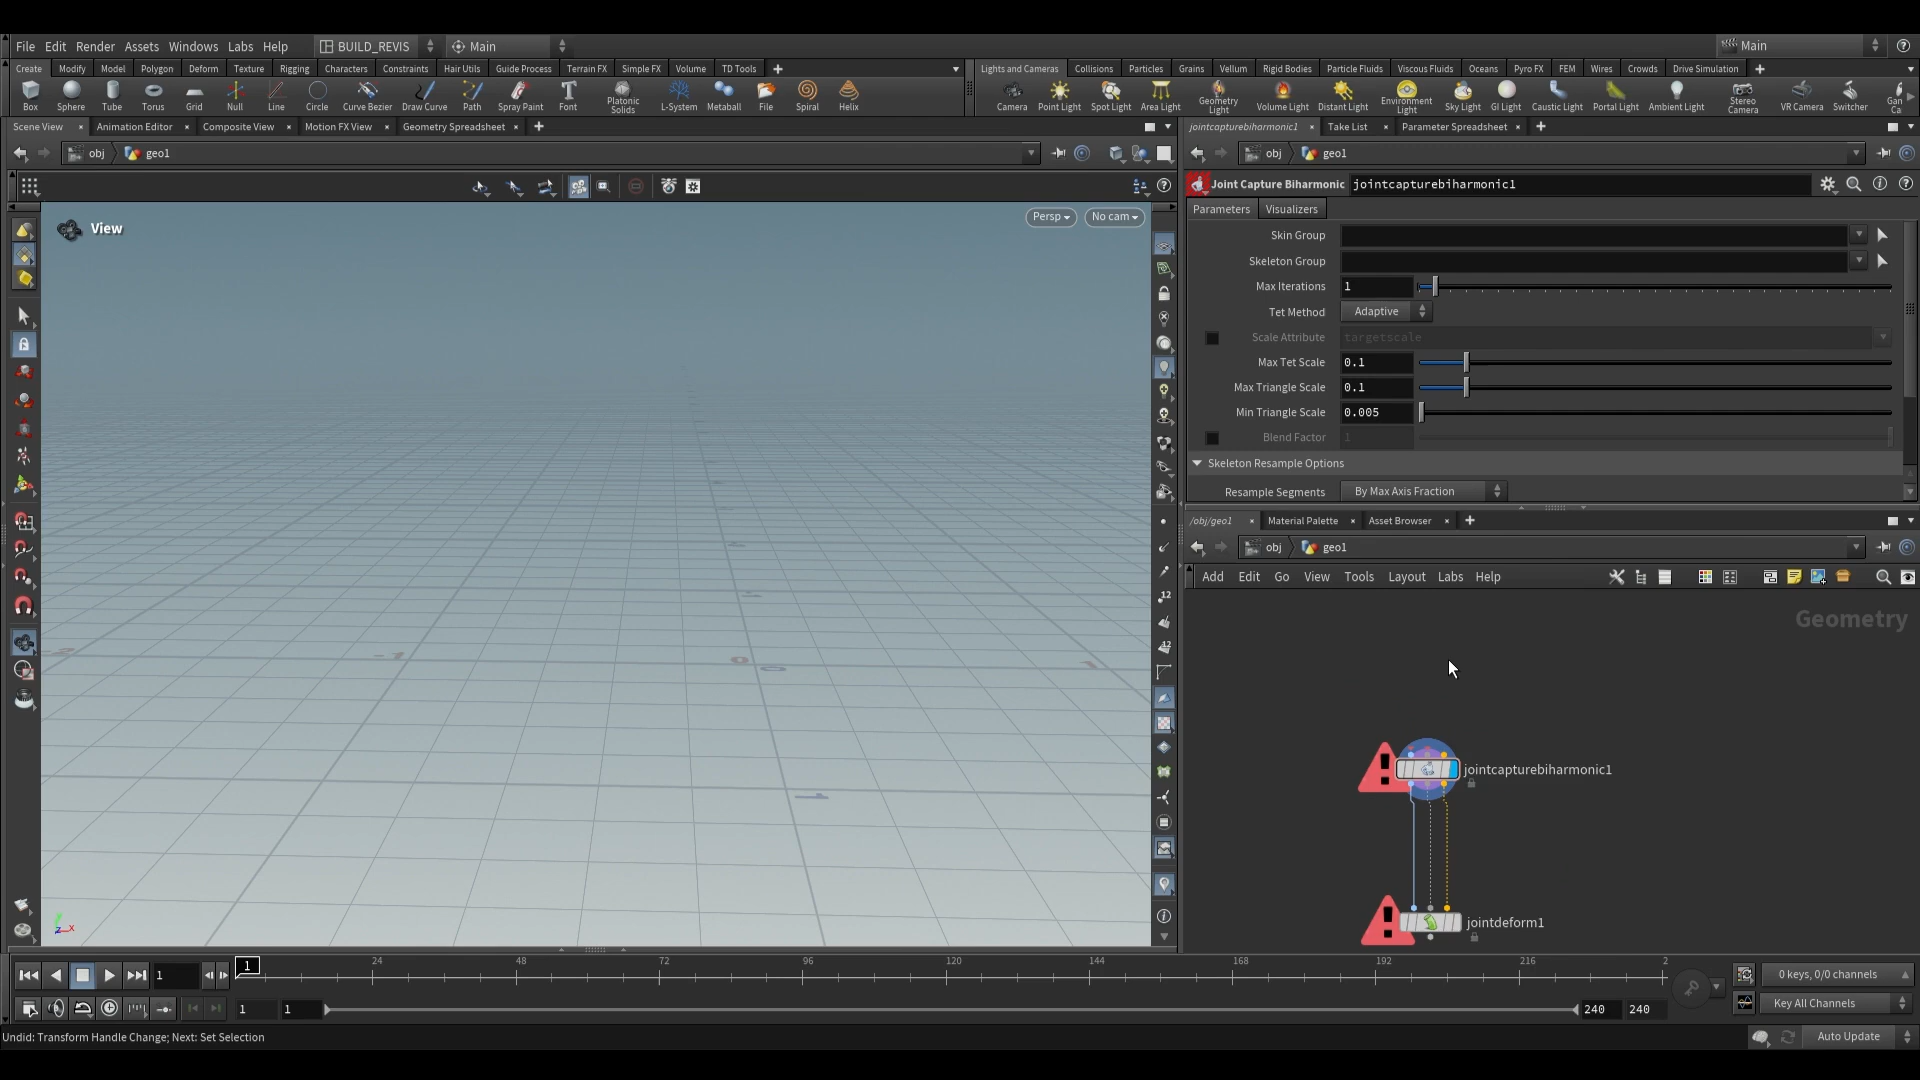 File Edit Render Assets Windows Labs Help BUILD_REVIS Main Main
Create Modify Model Polygon Deform Texture Rigging Characters Constraints Hair Utils Guide Process Terrain FX Simple FX Volume TD Tools Lights and Cameras Collisions Particles Grains Vellum Rigid Bodies Particle Fluids Viscous Fluids Oceans Pyro FX FEM Wires Crowds Drive Simulation
Box Sphere Tube Torus Grid Null Line Circle Curve Bezier Draw Curve Path Spray Paint Font Platonic Solids L-System Metaball File Spiral Helix Camera Point Light Spot Light Area Light Geometry Light Volume Light Distant Light Environment Light Sky Light GI Light Caustic Light Portal Light Ambient Light Stereo Camera VR Camera Switcher Gan Ca
Scene View Animation Editor Composite View Motion FX View Geometry Spreadsheet jointcapturebiharmonic1 Take List Parameter Spreadsheet
obj geo1 obj geo1
Joint Capture Biharmonic jointcapturebiharmonic1
Parameters Visualizers
View Persp No cam
Skin Group
Skeleton Group
Max Iterations 1
Tet Method Adaptive
Scale Attribute targetscale
Max Tet Scale 0.1
Max Triangle Scale 0.1
Min Triangle Scale 0.005
Blend Factor 1
Skeleton Resample Options
Resample Segments By Max Axis Fraction
/obj/geo1 Material Palette Asset Browser
obj geo1
Add Edit Go View Tools Layout Labs Help
Geometry
jointcapturebiharmonic1
jointdeform1
1 1 24 48 72 96 120 144 168 192 216 2 0 keys, 0/0 channels
1 1 240 240 Key All Channels
Undid: Transform Handle Change; Next: Set Selection Auto Update